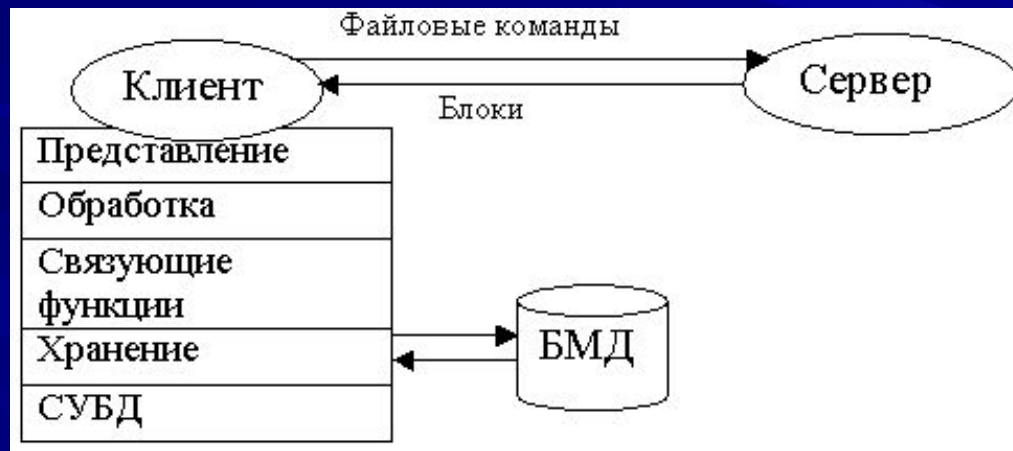 Файловые команды
Клиент
Сервер
Блоки
Представление
Обработка
Связующие
функции
Хранение
БМД
СУБД